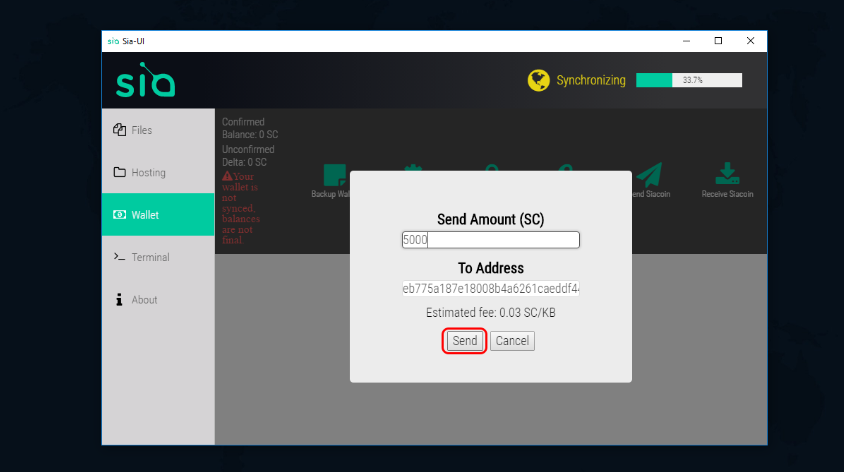 sia Sia-UI
sia
Synchronizing
33.7%
Files
Hosting
Wallet
Terminal
About
Confirmed
Balance: 0 SC
Unconfirmed
Delta: 0 SC
Your
wallet is
not
synced,
balances
are not
final.
Backup Wal
end Siacoin
Receive Siacoin
Send Amount (SC)
5000
To Address
eb775a187e18008b4a6261caeddf44
Estimated fee: 0.03 SC/KB
Send
Cancel